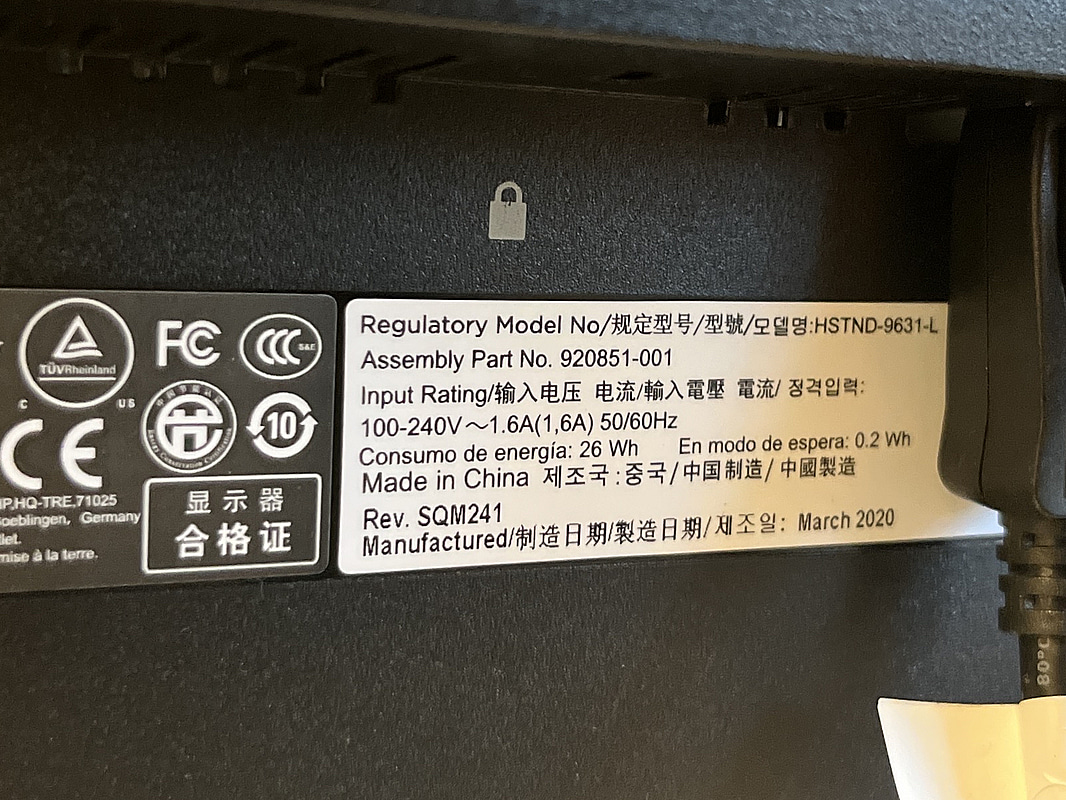 TÜVRheinland
C US
FC
CCC S&E
10
CE
HQ-TRE,71025
oeblingen, Germany
mise à la terre.
显示器
合格证
Regulatory Model No/规定型号/型號/모델명:HSTND-9631-L
Assembly Part No. 920851-001
Input Rating/输入电压 电流/輸入電壓 電流/ 정격입력:
100-240V～1.6A(1,6A) 50/60Hz
Consumo de energía: 26 Wh En modo de espera: 0.2 Wh
Made in China 제조국:중국/中国制造/中國製造
Rev. SQM241
Manufactured/制造日期/製造日期/제조일: March 2020